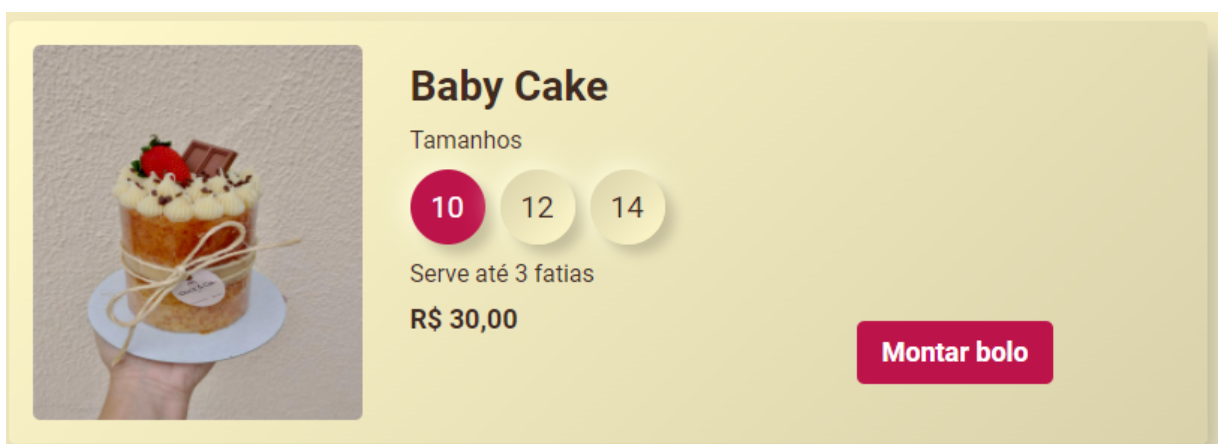 Baby Cake
Tamanhos
10 12 14
Serve até 3 fatias
R$ 30,00
Montar bolo